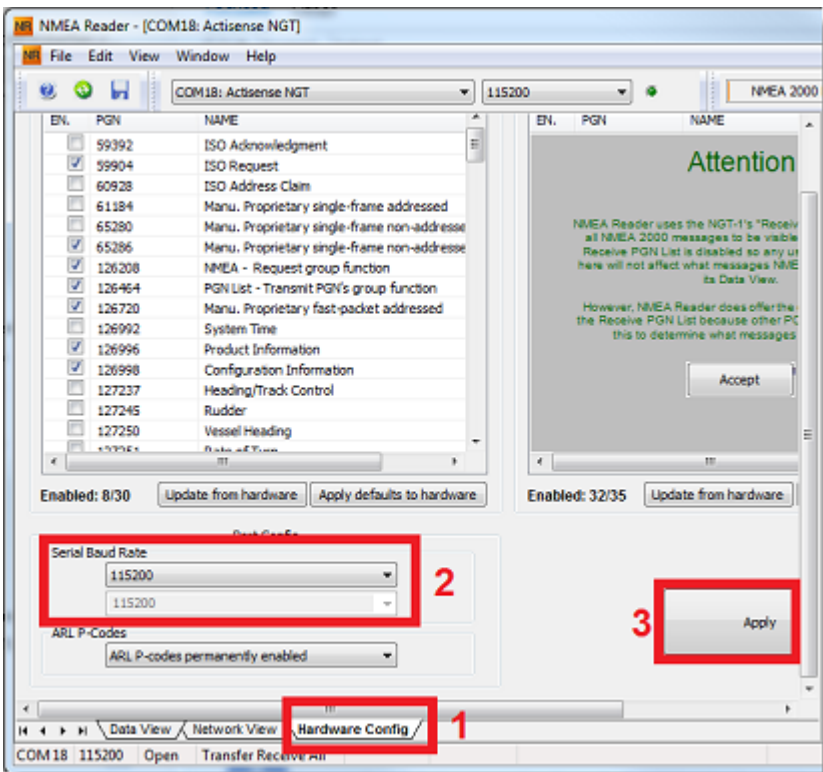 NR NMEA Reader - [COM18: Actisense NGT]
NR File Edit View Window Help
COM18: Actisense NGT 115200 NMEA 2000
EN. PGN NAME
59392 ISO Acknowledgment
59904 ISO Request
60928 ISO Address Claim
61184 Manu. Proprietary single-frame addressed
65280 Manu. Proprietary single-frame non-addresse
65286 Manu. Proprietary single-frame non-addresse
126208 NMEA - Request group function
126464 PGN List - Transmit PGN's group function
126720 Manu. Proprietary fast-packet addressed
126992 System Time
126996 Product Information
126998 Configuration Information
127237 Heading/Track Control
127245 Rudder
127250 Vessel Heading
127251 Rate of Turn
Enabled: 8/30 Update from hardware Apply defaults to hardware
EN. PGN NAME
Attention
NMEA Reader uses the NGT-1's "Receiv
all NMEA 2000 messages to be visible
Receive PGN List is disabled so any u
here will not affect what messages NME
its Data View.
However, NMEA Reader does offer the
the Receive PGN List because other PC
this to determine what messages
Accept
Enabled: 32/35 Update from hardware
Port Config
Serial Baud Rate
115200
115200
2
ARL P-Codes
ARL P-codes permanently enabled
3
Apply
Data View Network View Hardware Config
1
COM18 115200 Open Transfer Receive All